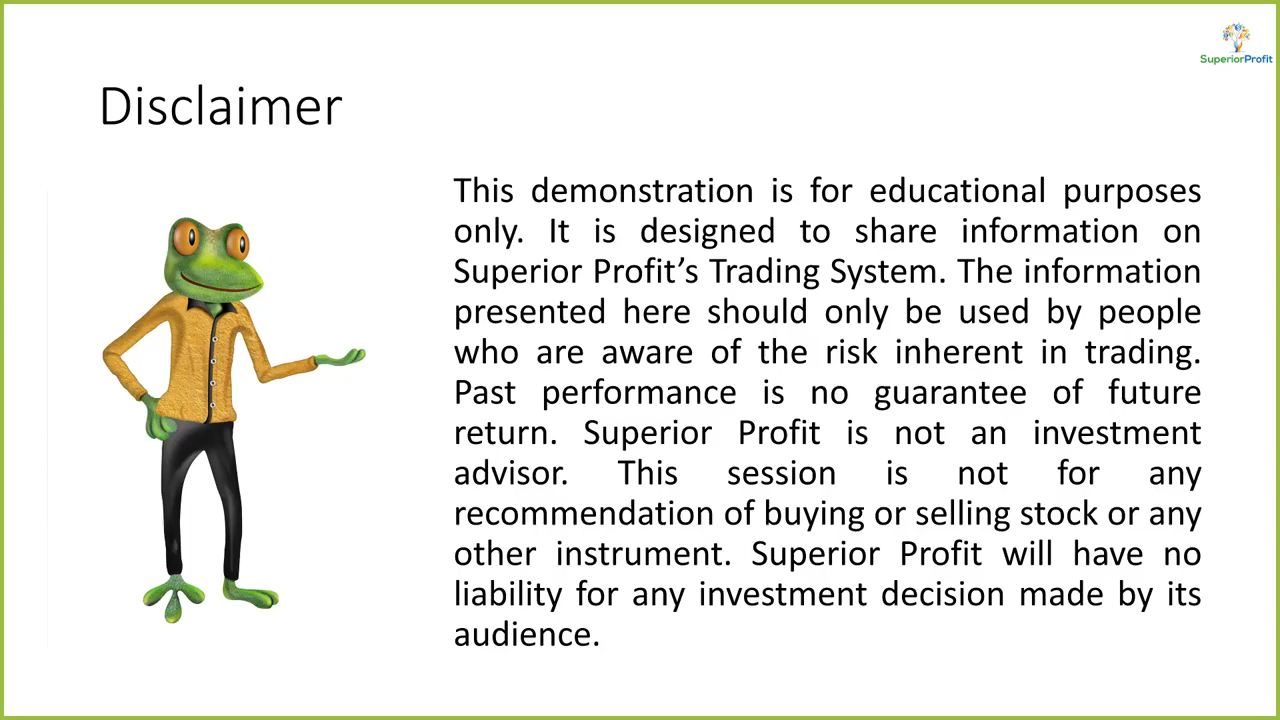 SuperiorProfit
Disclaimer
This demonstration is for educational purposes
only. It is designed to share information on
Superior Profit’s Trading System. The information
presented here should only be used by people
who are aware of the risk inherent in trading.
Past performance is no guarantee of future
return. Superior Profit is not an investment
advisor. This session is not for any
recommendation of buying or selling stock or any
other instrument. Superior Profit will have no
liability for any investment decision made by its
audience.